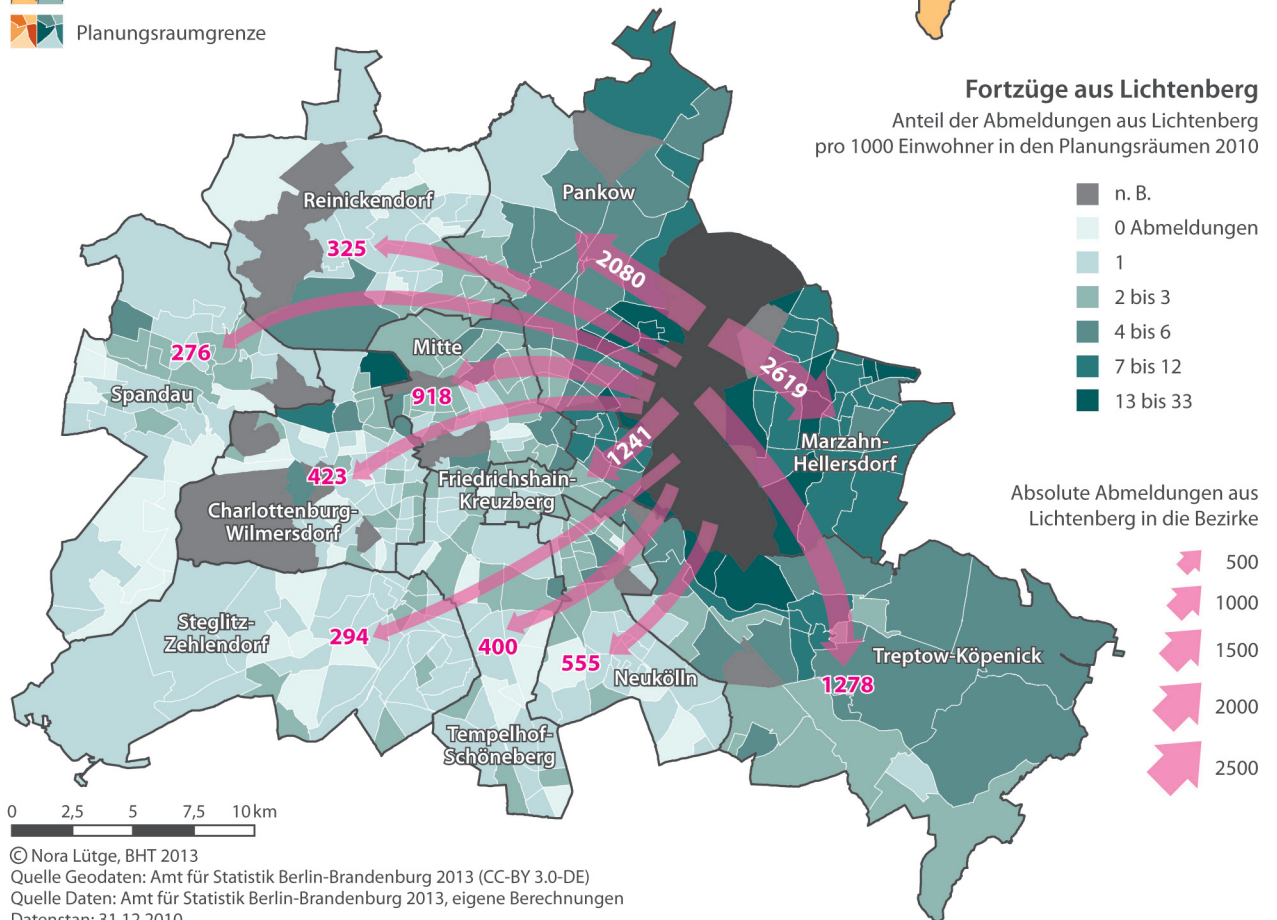 Planungsraumgrenze
Fortzüge aus Lichtenberg
Anteil der Abmeldungen aus Lichtenberg
pro 1000 Einwohner in den Planungsräumen 2010
n. B.
0 Abmeldungen
1
2 bis 3
4 bis 6
7 bis 12
13 bis 33
Pankow
Reinickendorf
325
2080
276
Mitte
918
2619
Spandau
1241
Marzahn-
Hellersdorf
423
Friedrichshain-
Kreuzberg
Charlottenburg-
Wilmersdorf
Absolute Abmeldungen aus
Lichtenberg in die Bezirke
500
1000
1500
2000
2500
Steglitz-
Zehlendorf
294
400
555
Neukölln
Treptow-Köpenick
1278
Tempelhof-
Schöneberg
0 2,5 5 7,5 10 km
© Nora Lütge, BHT 2013
Quelle Geodaten: Amt für Statistik Berlin-Brandenburg 2013 (CC-BY 3.0-DE)
Quelle Daten: Amt für Statistik Berlin-Brandenburg 2013, eigene Berechnungen
Datenstan: 31.12.2010